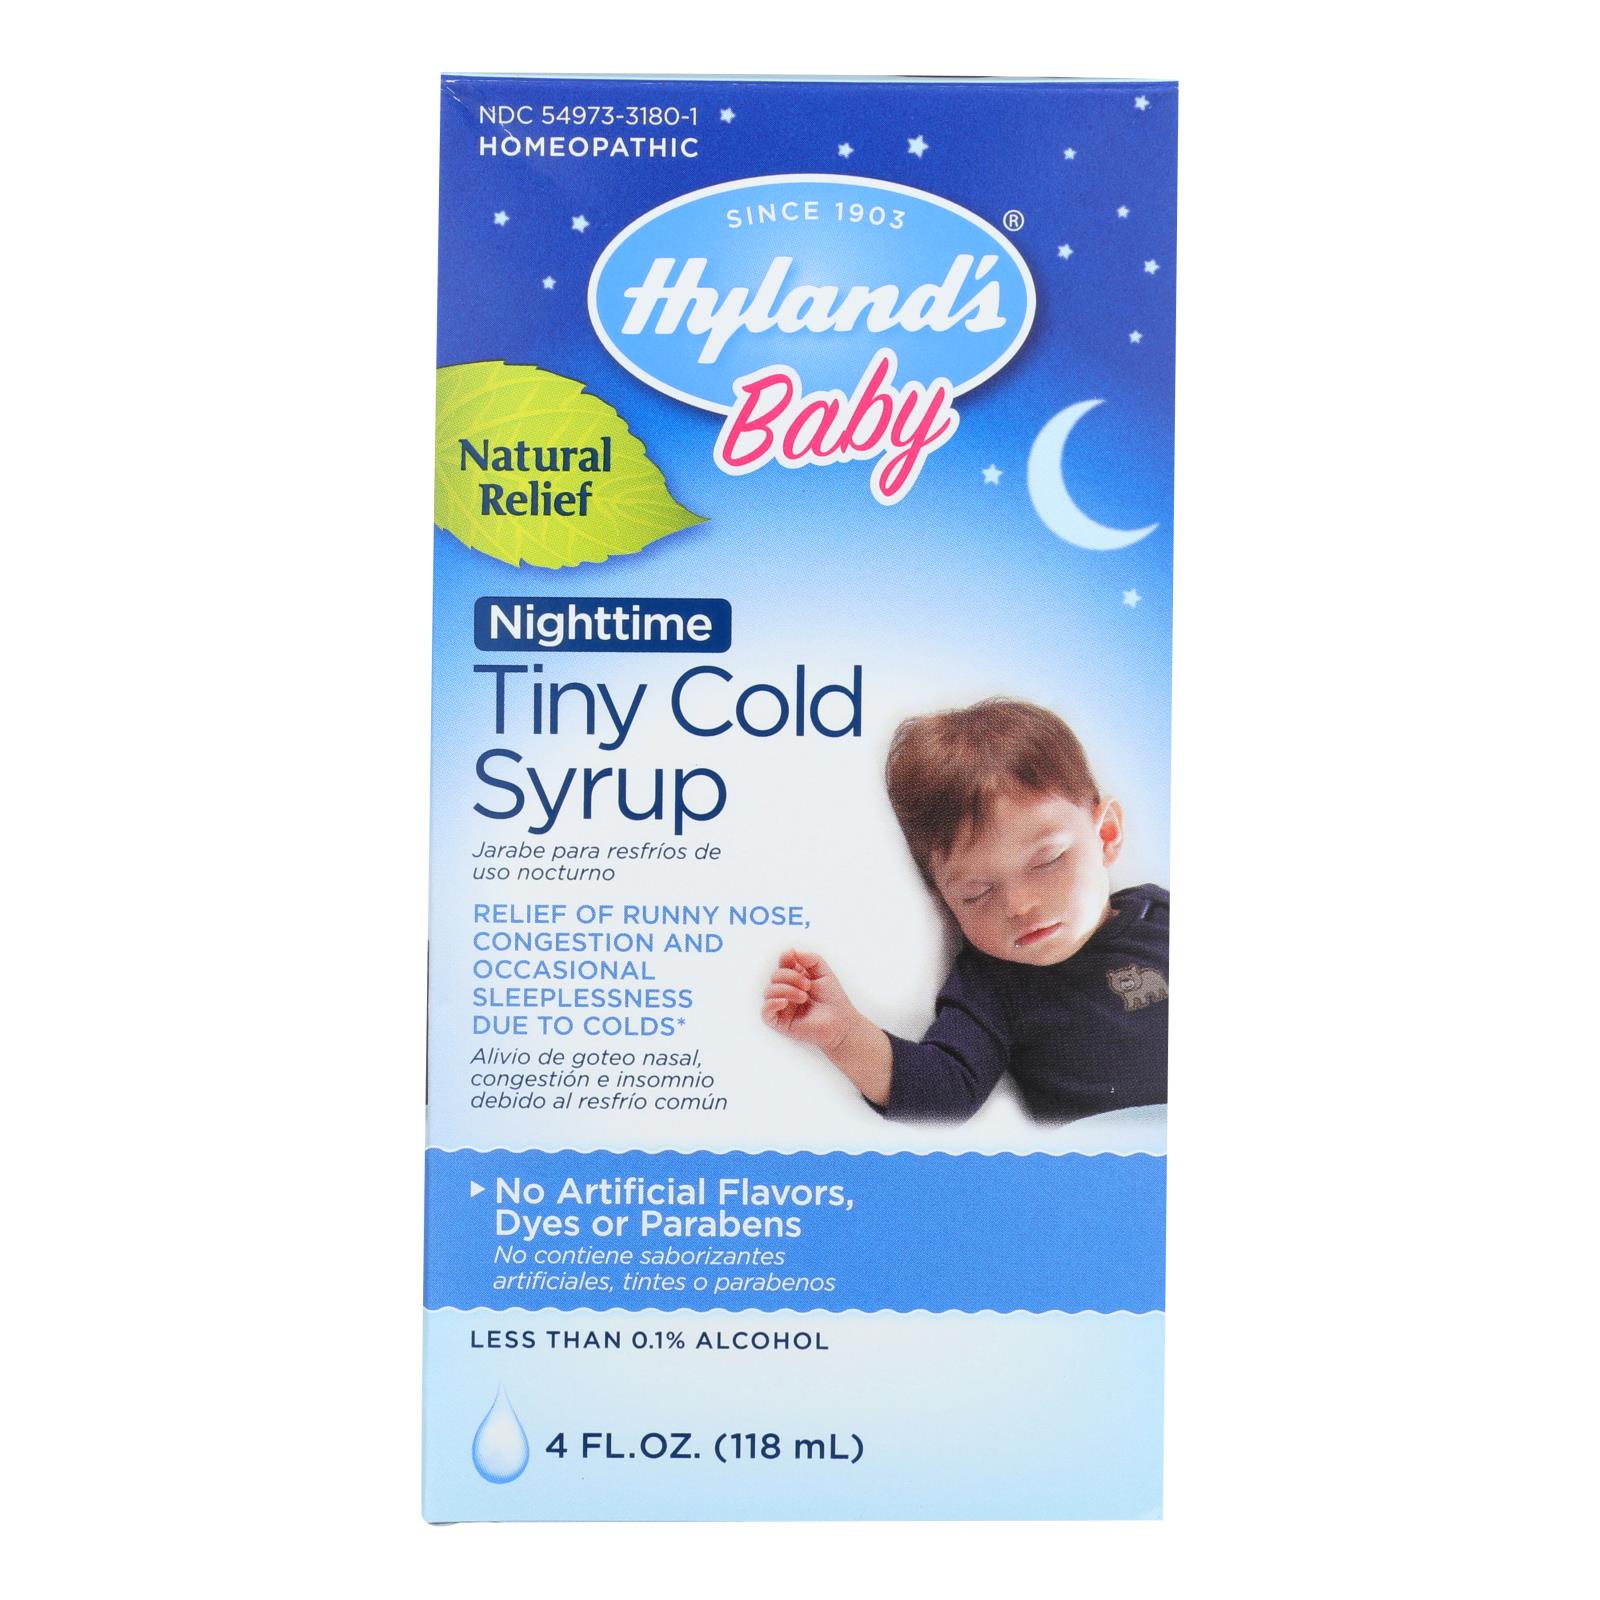 NDC 54973-3180-1
HOMEOPATHIC
SINCE 1903
®
Hyland's
Baby
Natural
Relief
Nighttime
Tiny Cold
Syrup
Jarabe para resfríos de
uso nocturno
RELIEF OF RUNNY NOSE,
CONGESTION AND
OCCASIONAL
SLEEPLESSNESS
DUE TO COLDS*
Alivio de goteo nasal,
congestión e insomnio
debido al resfrío común
▶ No Artificial Flavors,
Dyes or Parabens
No contiene saborizantes
artificiales, tintes o parabenos
LESS THAN 0.1% ALCOHOL
4 FL.OZ. (118 mL)